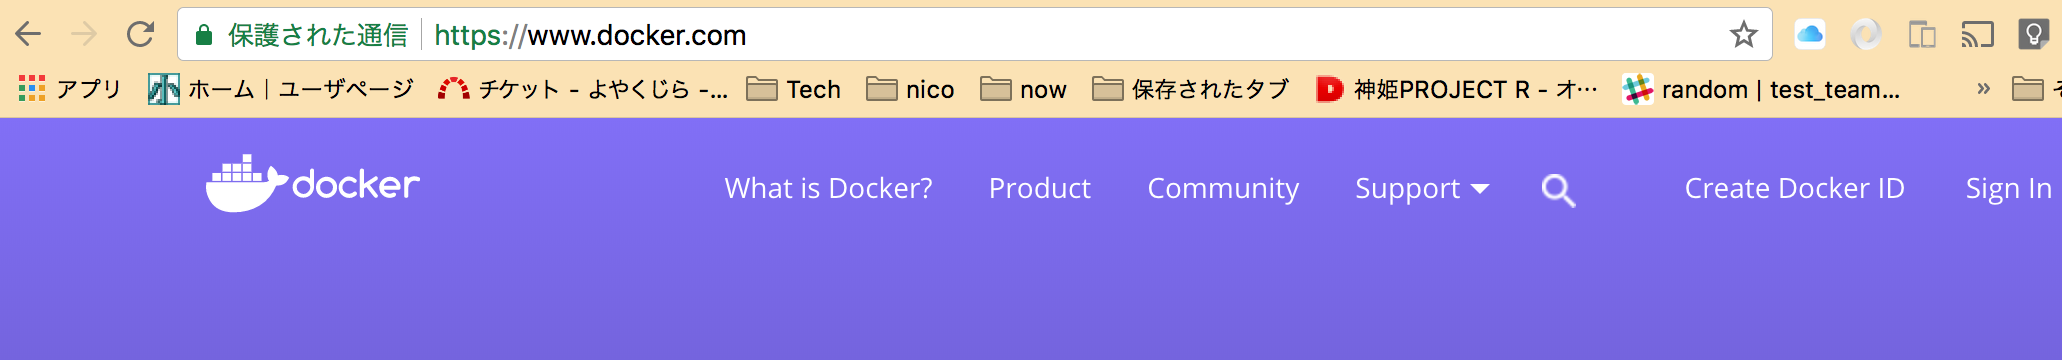 保護された通信 https://www.docker.com
アプリ ホーム｜ユーザページ チケット - よやくじら -... Tech nico now 保存されたタブ 神姫PROJECT R - オ… random | test_team... » そ
docker What is Docker? Product Community Support Create Docker ID Sign In